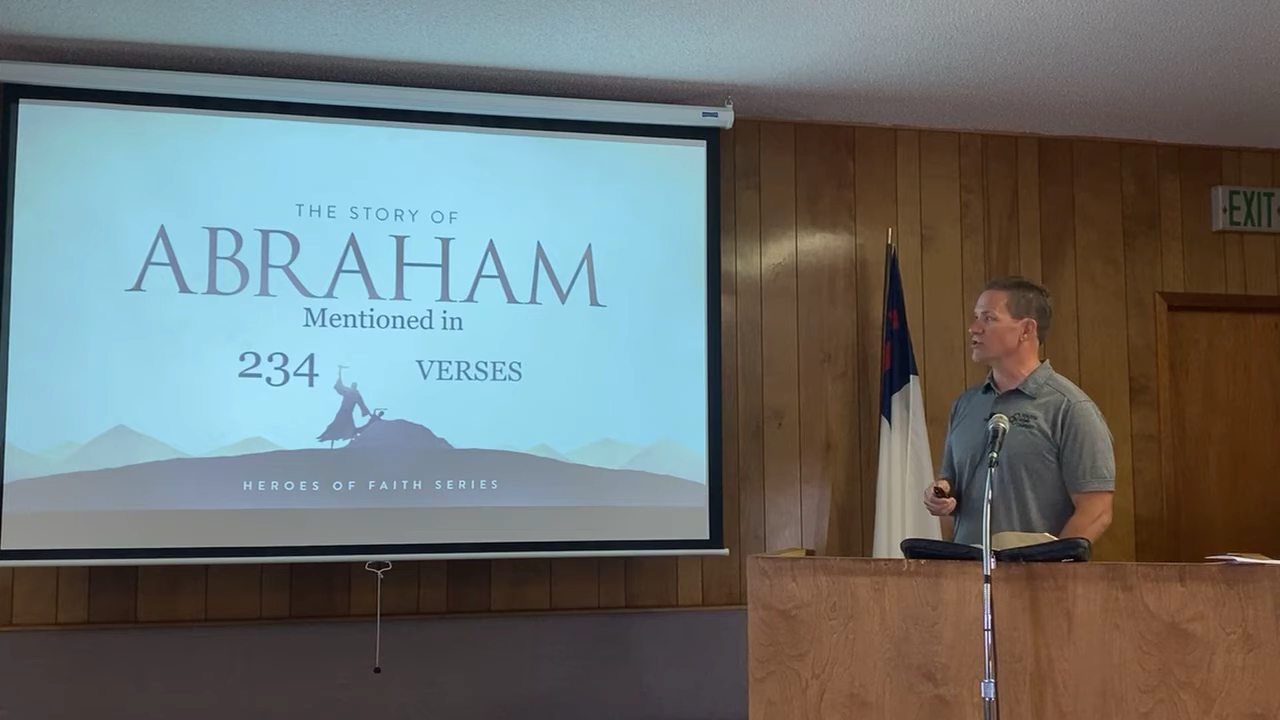 THE STORY OF
ABRAHAM
Mentioned in
234 VERSES
HEROES OF FAITH SERIES
EXIT